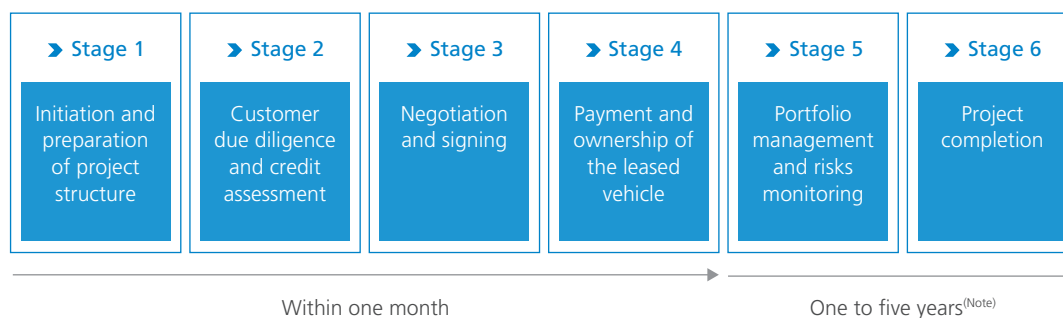 Stage 1
Initiation and
preparation
of project
structure
Stage 2
Customer
due diligence
and credit
assessment
Stage 3
Negotiation
and signing
Stage 4
Payment and
ownership of
the leased
vehicle
Stage 5
Portfolio
management
and risks
monitoring
Stage 6
Project
completion
Within one month
One to five years(Note)